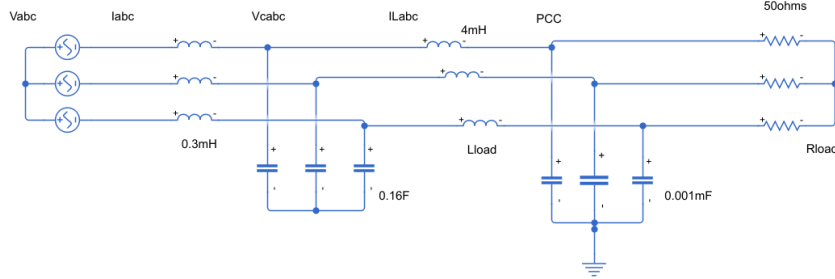 Vabc
Iabc
Vcabc
ILabc
PCC
50ohms
4mH
0.3mH
Lload
Rload
0.16F
0.001mF